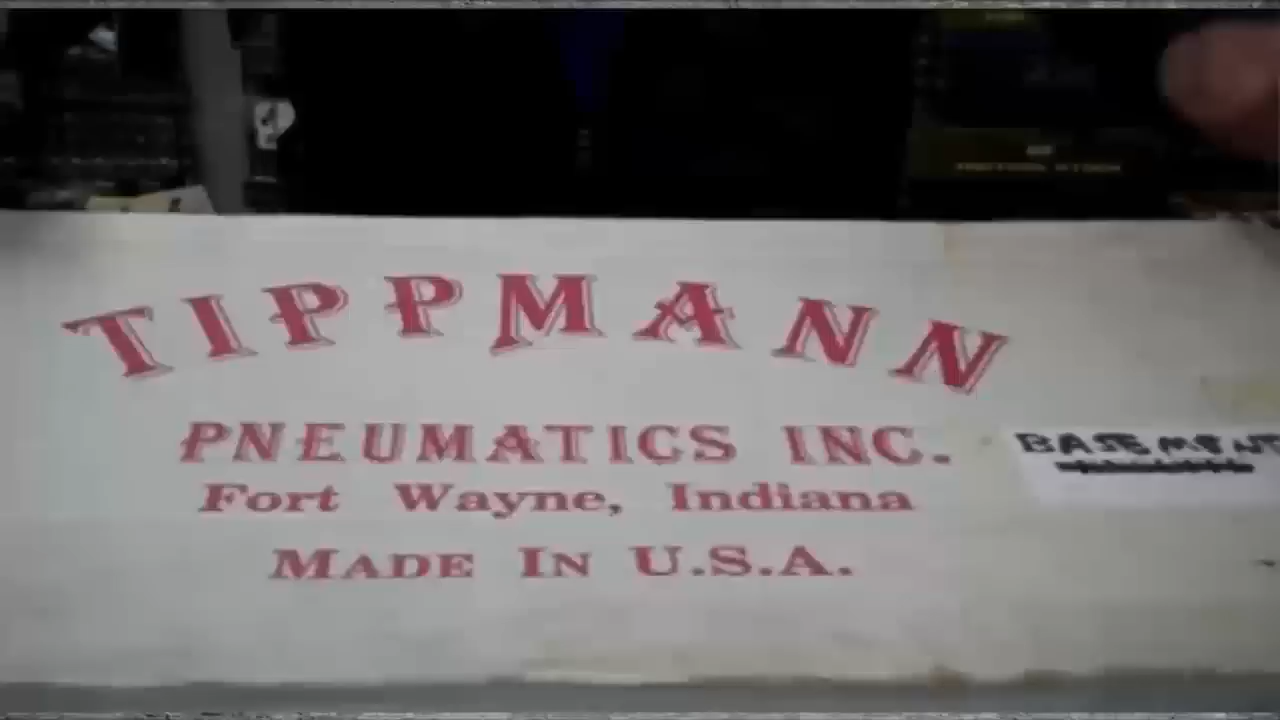 TIPPMANN
PNEUMATICS INC.
Fort Wayne, Indiana
MADE IN U.S.A.
BASEMENT